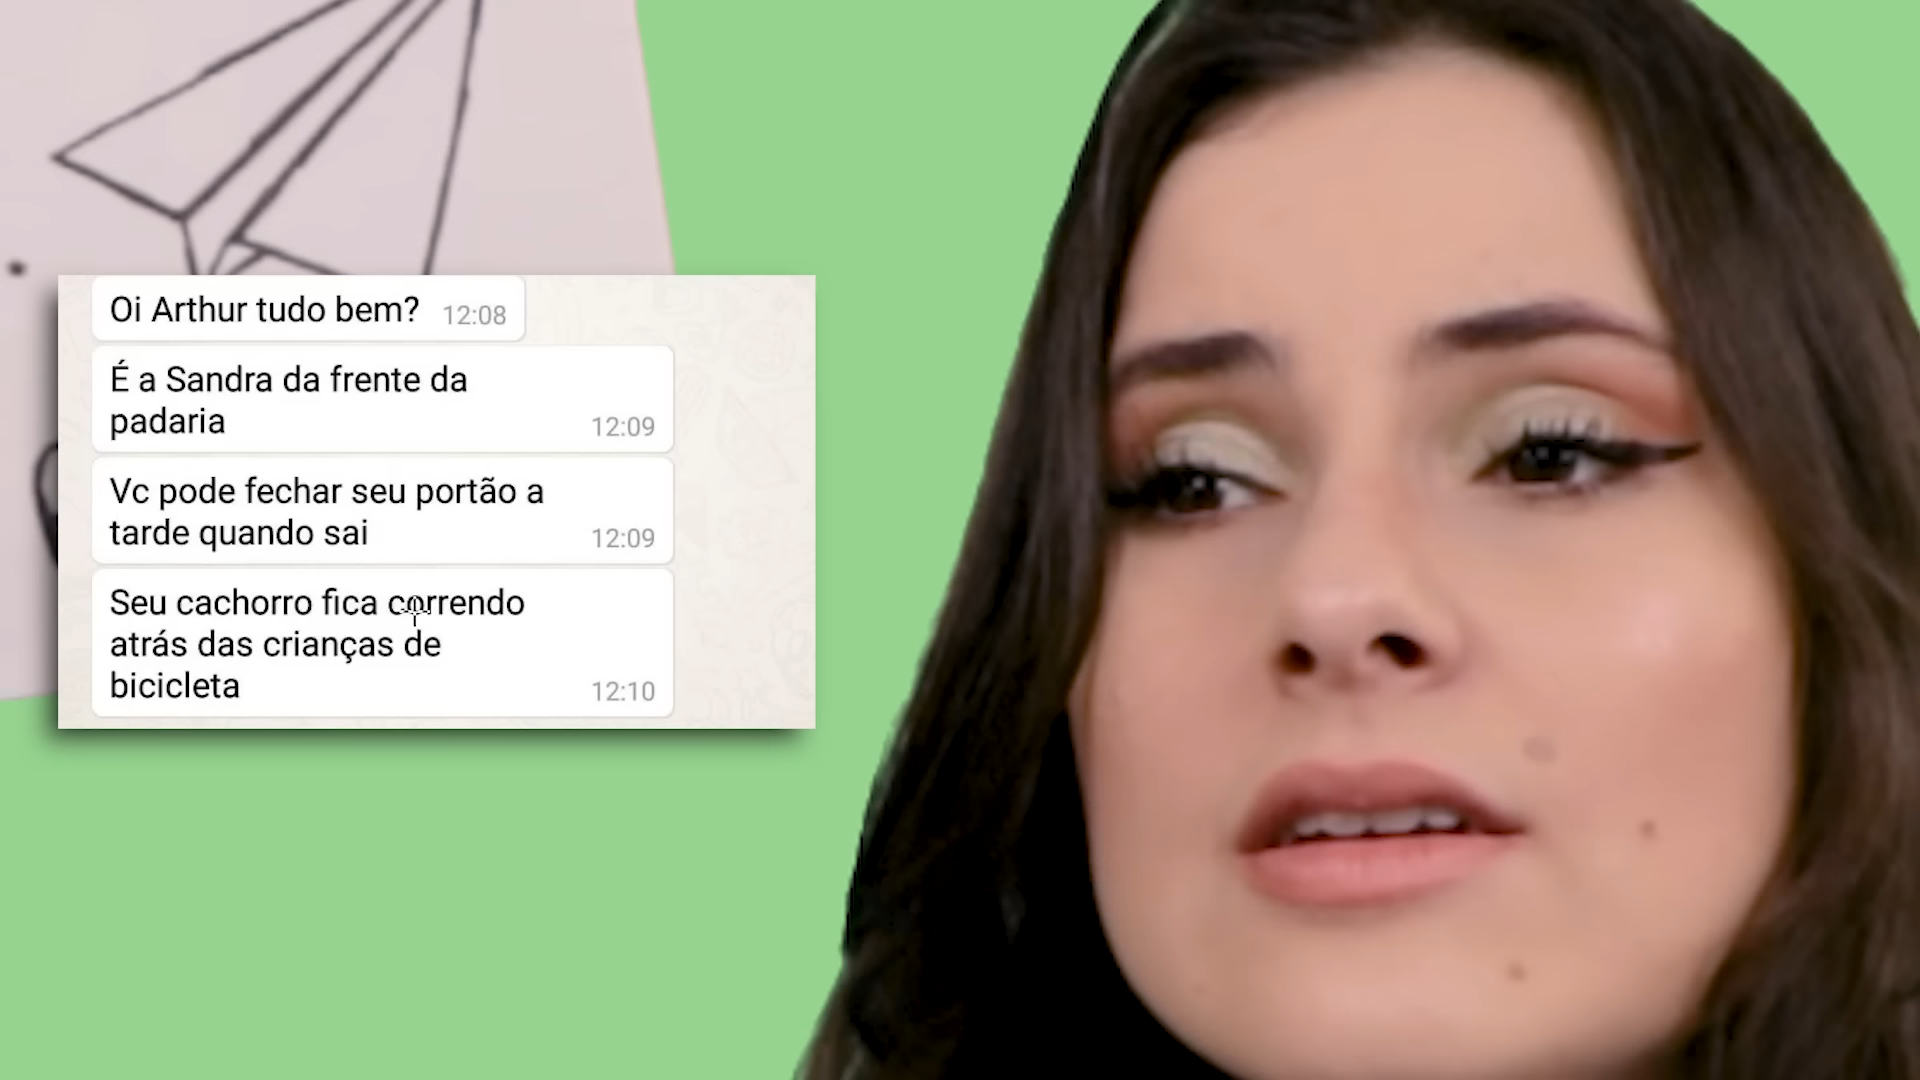 Oi Arthur tudo bem? 12:08
É a Sandra da frente da
padaria 12:09
Vc pode fechar seu portão a
tarde quando sai 12:09
Seu cachorro fica correndo
atrás das crianças de
bicicleta 12:10